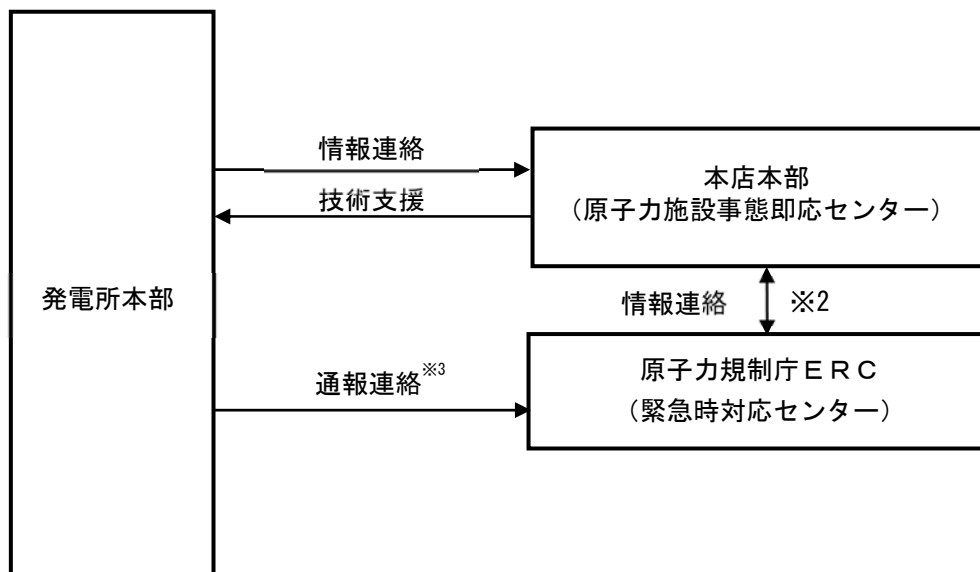 発電所本部
情報連絡
技術支援
本店本部
（原子力施設事態即応センター）
情報連絡 ※2
通報連絡※3
原子力規制庁ＥＲＣ
（緊急時対応センター）